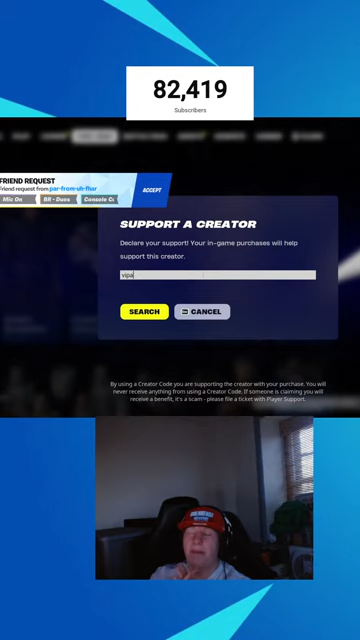 82,419
Subscribers
FRIEND REQUEST
Friend request from par-from-uh-fhar
ACCEPT
Mic On
BR - Duos
Console
SUPPORT A CREATOR
Declare your support! Your in-game purchases will help
support this creator.
vipa
SEARCH
CANCEL
By using a Creator Code you are supporting the creator with your purchase. You will
never receive anything from using a Creator Code. If someone is claiming you will
receive a benefit, it's a scam - please file a ticket with Player Support.